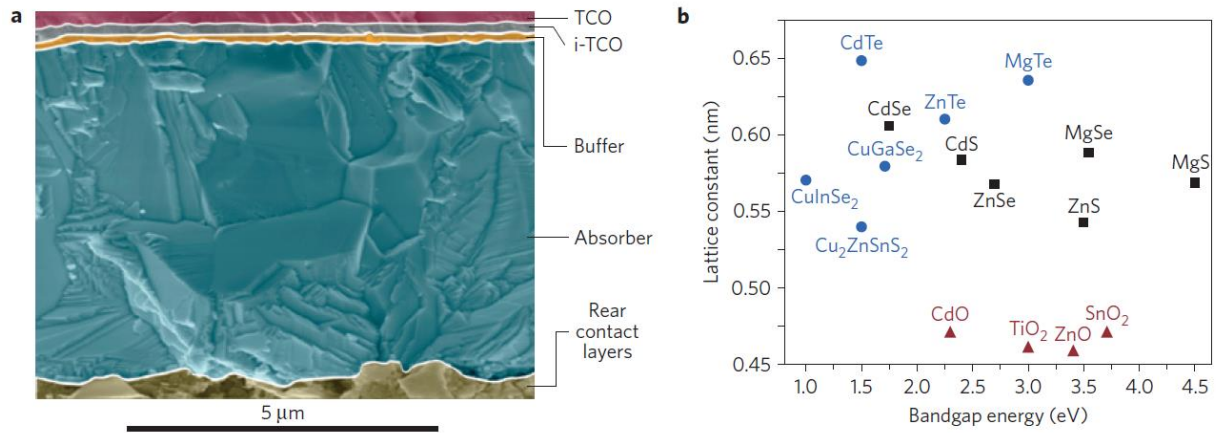 a
TCO
i-TCO
Buffer
Absorber
Rear
contact
layers
5 μm
b
Lattice constant (nm)
0.65
0.60
0.55
0.50
0.45
CdTe
MgTe
CdSe
ZnTe
CdS
MgSe
CuGaSe₂
MgS
CuInSe₂
ZnSe
ZnS
Cu₂ZnSnS₂
CdO
TiO₂
ZnO
SnO₂
1.0 1.5 2.0 2.5 3.0 3.5 4.0 4.5
Bandgap energy (eV)